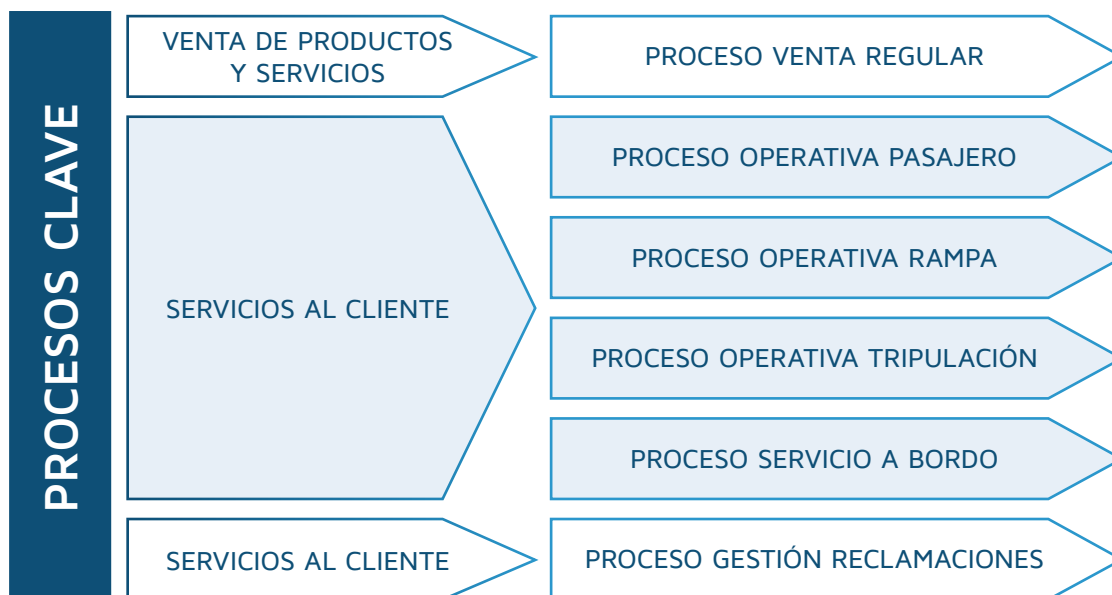 PROCESOS CLAVE
VENTA DE PRODUCTOS
Y SERVICIOS
PROCESO VENTA REGULAR
SERVICIOS AL CLIENTE
PROCESO OPERATIVA PASAJERO
PROCESO OPERATIVA RAMPA
PROCESO OPERATIVA TRIPULACIÓN
PROCESO SERVICIO A BORDO
SERVICIOS AL CLIENTE
PROCESO GESTIÓN RECLAMACIONES